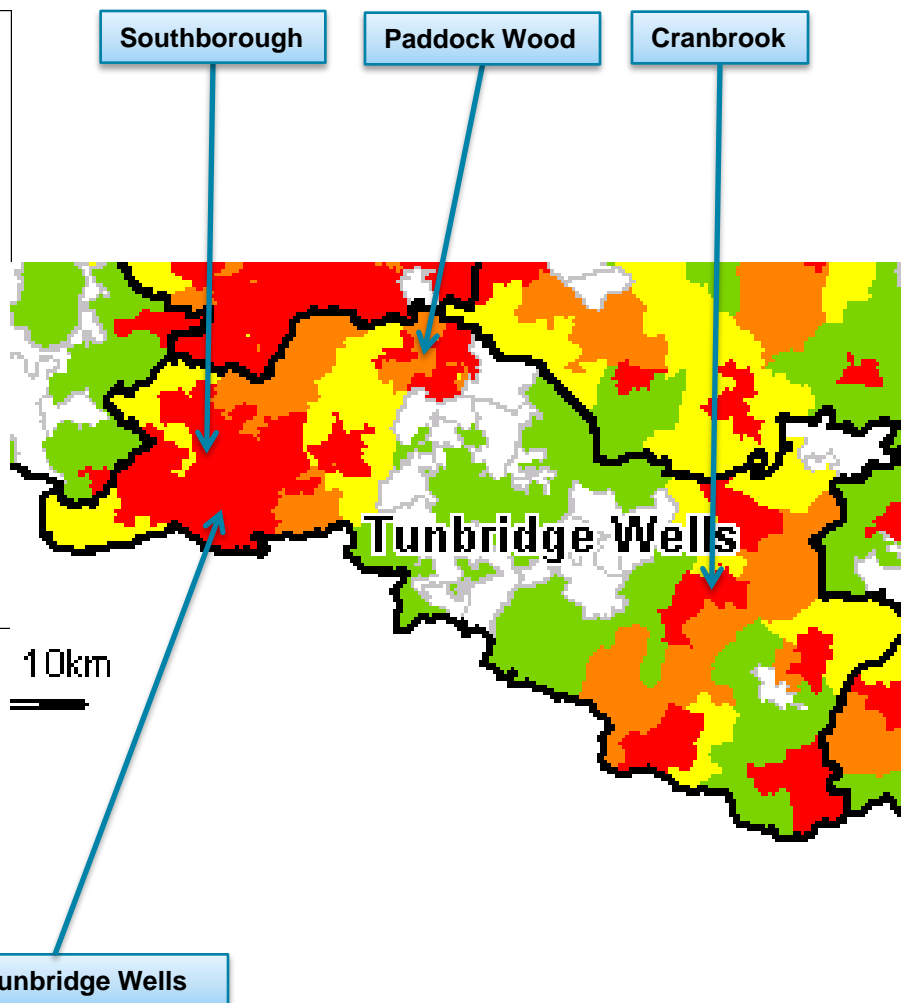 Southborough
Paddock Wood
Cranbrook
Tunbridge Wells
10km
unbridge Wells